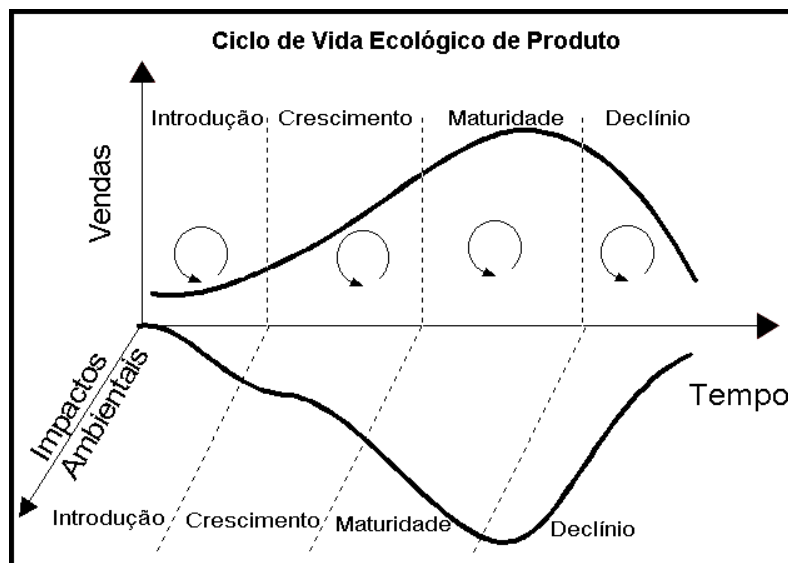 Ciclo de Vida Ecológico de Produto
Introdução
Crescimento
Maturidade
Declínio
Vendas
Tempo
Impactos
Ambientais
Introdução
Crescimento
Maturidade
Declínio